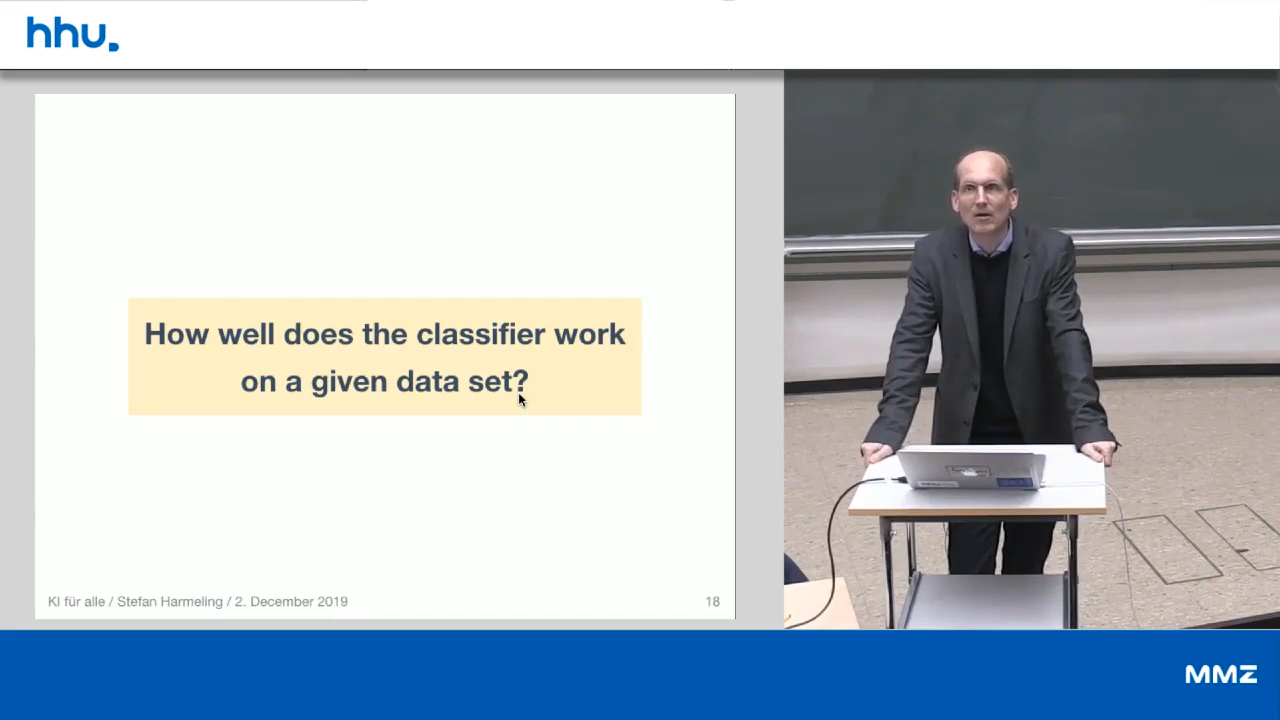 hhu.
How well does the classifier work
on a given data set?
KI für alle / Stefan Harmeling / 2. December 2019
18
MMZ